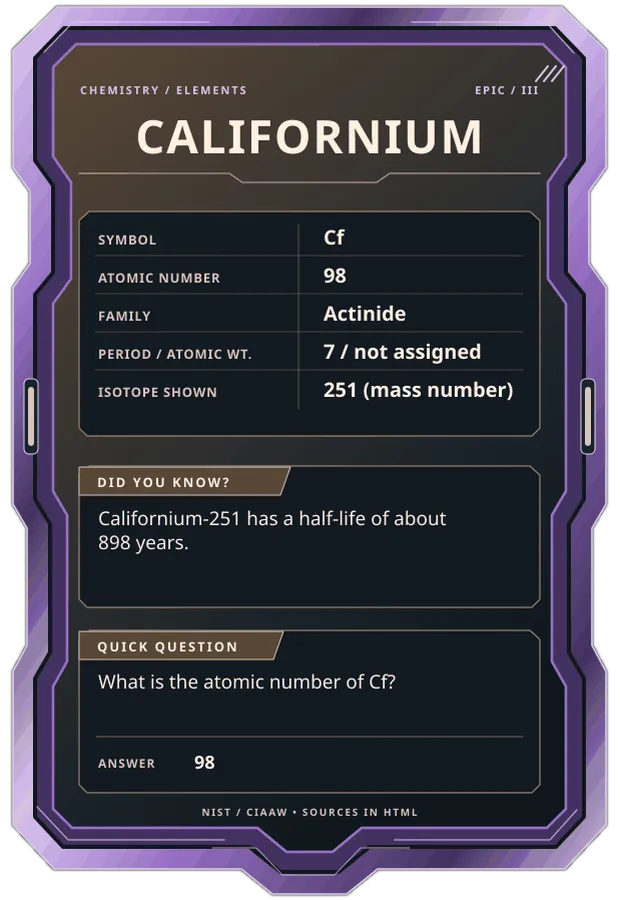 CHEMISTRY / ELEMENTS
EPIC / III
CALIFORNIUM
SYMBOL Cf
ATOMIC NUMBER 98
FAMILY Actinide
PERIOD / ATOMIC WT. 7 / not assigned
ISOTOPE SHOWN 251 (mass number)
DID YOU KNOW?
Californium-251 has a half-life of about
898 years.
QUICK QUESTION
What is the atomic number of Cf?
ANSWER 98
NIST / CIAAW • SOURCES IN HTML